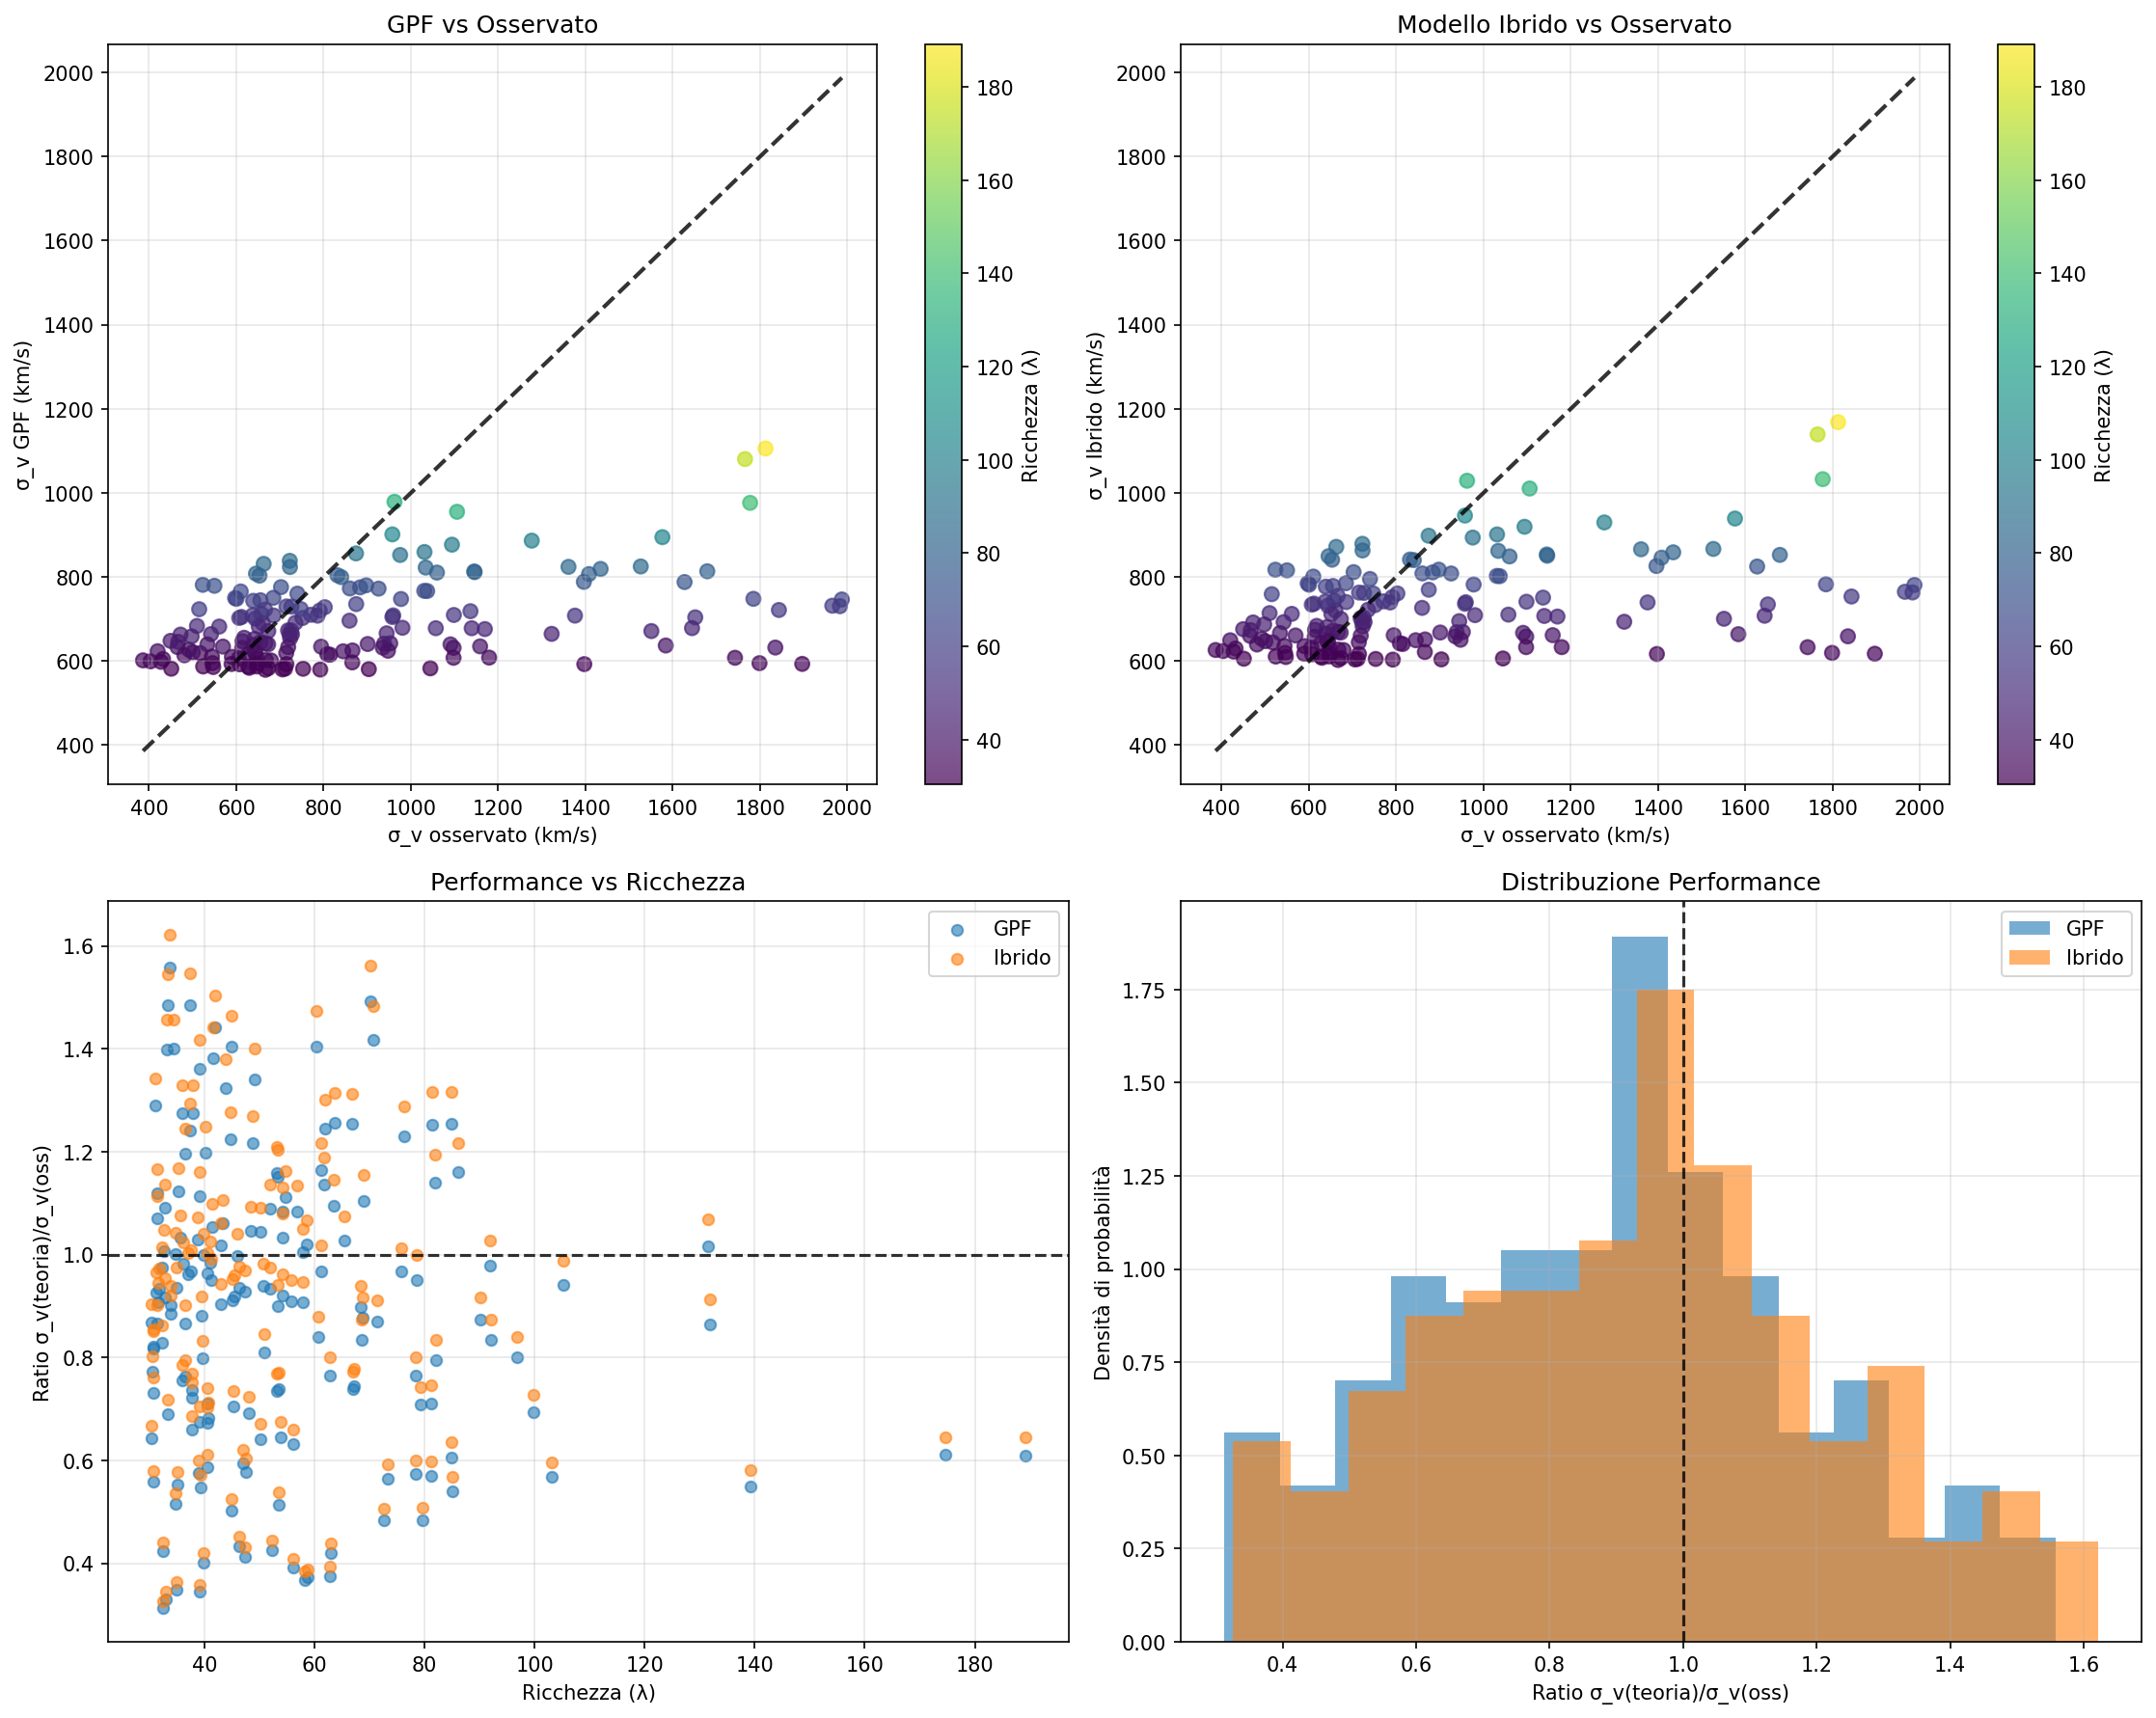 GPF vs Osservato
σ_v GPF (km/s)
2000
1800
1600
1400
1200
1000
800
600
400
400 600 800 1000 1200 1400 1600 1800 2000
σ_v osservato (km/s)
180
160
140
120
100
80
60
40
Ricchezza (λ)
Modello Ibrido vs Osservato
σ_v Ibrido (km/s)
2000
1800
1600
1400
1200
1000
800
600
400
400 600 800 1000 1200 1400 1600 1800 2000
σ_v osservato (km/s)
180
160
140
120
100
80
60
40
Ricchezza (λ)
Performance vs Ricchezza
Ratio σ_v(teoria)/σ_v(oss)
1.6
1.4
1.2
1.0
0.8
0.6
0.4
40 60 80 100 120 140 160 180
Ricchezza (λ)
GPF
Ibrido
Distribuzione Performance
Densità di probabilità
1.75
1.50
1.25
1.00
0.75
0.50
0.25
0.00
0.4 0.6 0.8 1.0 1.2 1.4 1.6
Ratio σ_v(teoria)/σ_v(oss)
GPF
Ibrido